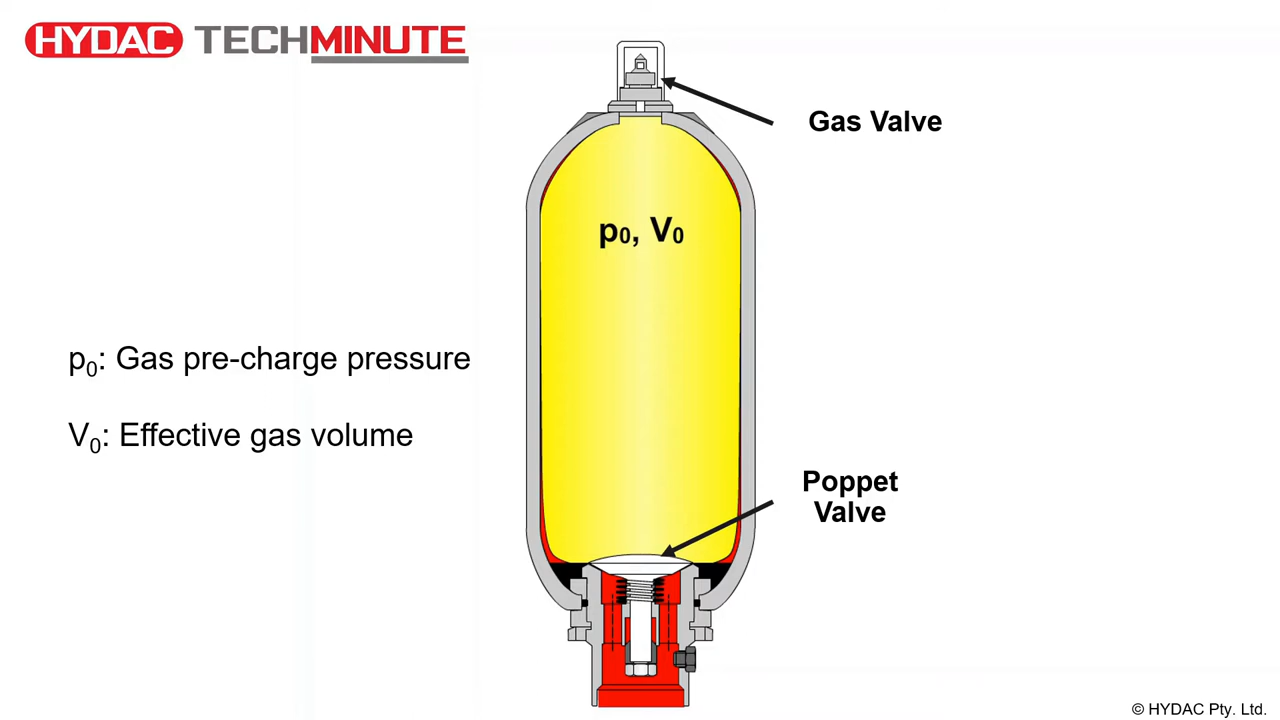 HYDAC TECHMINUTE
Gas Valve
p₀, V₀
p₀: Gas pre-charge pressure
V₀: Effective gas volume
Poppet
Valve
© HYDAC Pty. Ltd.